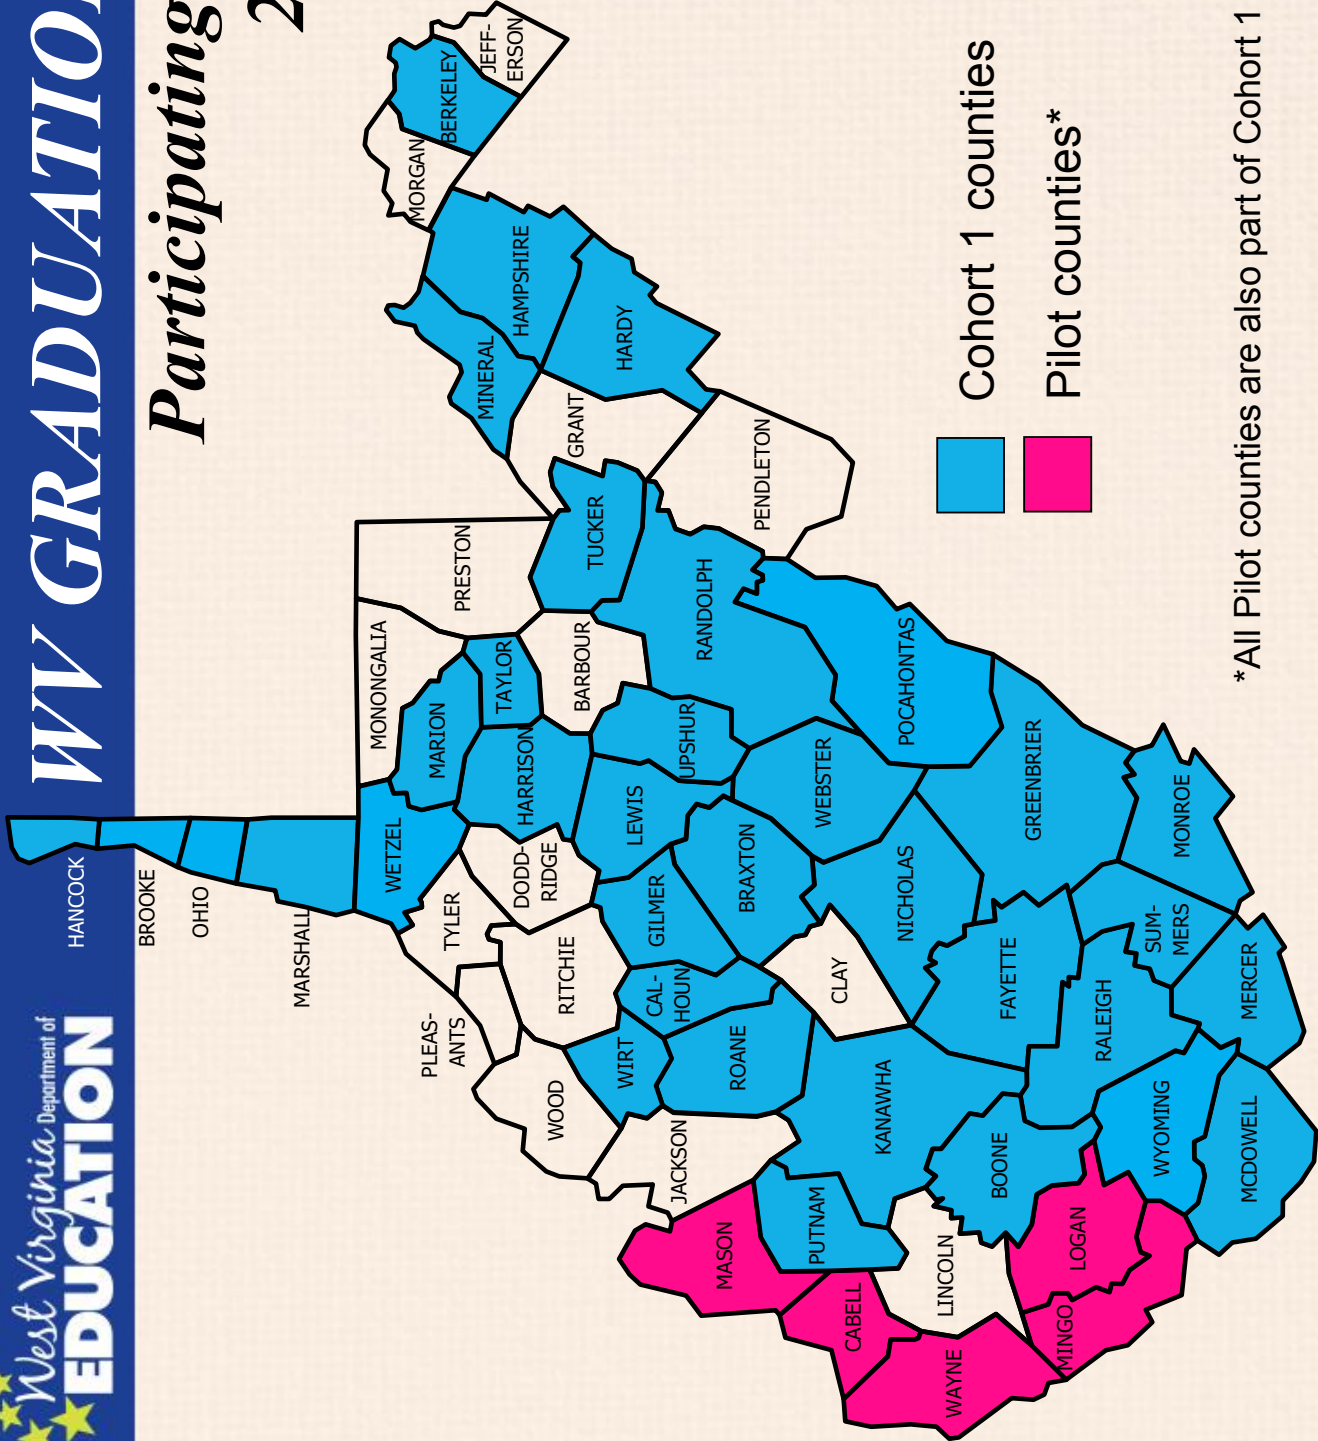 West Virginia Department of
EDUCATION
WV GRADUATIO
Participating
2
HANCOCK
BROOKE
OHIO
MARSHALL
WETZEL
MONONGALIA
PRESTON
MARION
TAYLOR
TYLER
PLEAS-
ANTS
DODD-
RIDGE
HARRISON
BARBOUR
TUCKER
GRANT
MINERAL
HAMPSHIRE
MORGAN
BERKELEY
JEFF-
ERSON
HARDY
PENDLETON
RANDOLPH
UPSHUR
LEWIS
GILMER
RITCHIE
WOOD
WIRT
CAL-
HOUN
ROANE
JACKSON
MASON
PUTNAM
CABELL
WAYNE
LINCOLN
KANAWHA
CLAY
BRAXTON
WEBSTER
POCAHONTAS
NICHOLAS
GREENBRIER
FAYETTE
BOONE
LOGAN
MINGO
WYOMING
RALEIGH
SUM-
MERS
MONROE
MERCER
MCDOWELL
Cohort 1 counties
Pilot counties*
*All Pilot counties are also part of Cohort 1